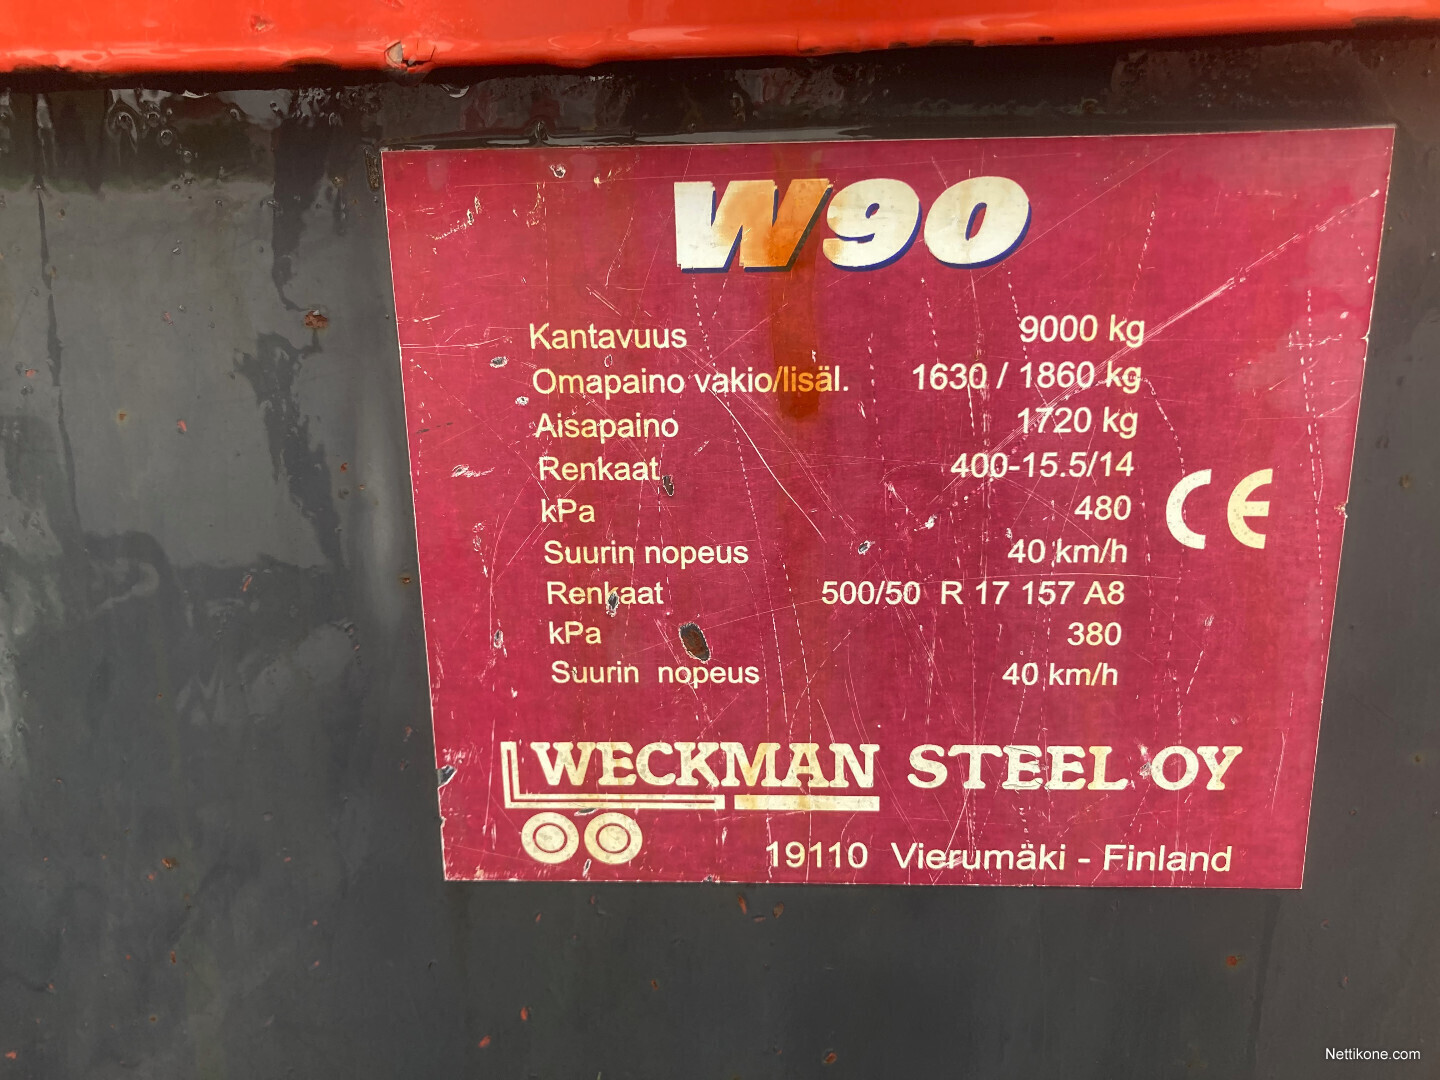 W90
Kantavuus 9000 kg
Omapaino vakio/lisäl. 1630 / 1860 kg
Aisapaino 1720 kg
Renkaat 400-15.5/14
kPa 480
Suurin nopeus 40 km/h
Renkaat 500/50 R 17 157 A8
kPa 380
Suurin nopeus 40 km/h
CE
WECKMAN STEEL OY
19110 Vierumäki - Finland
Nettikone.com